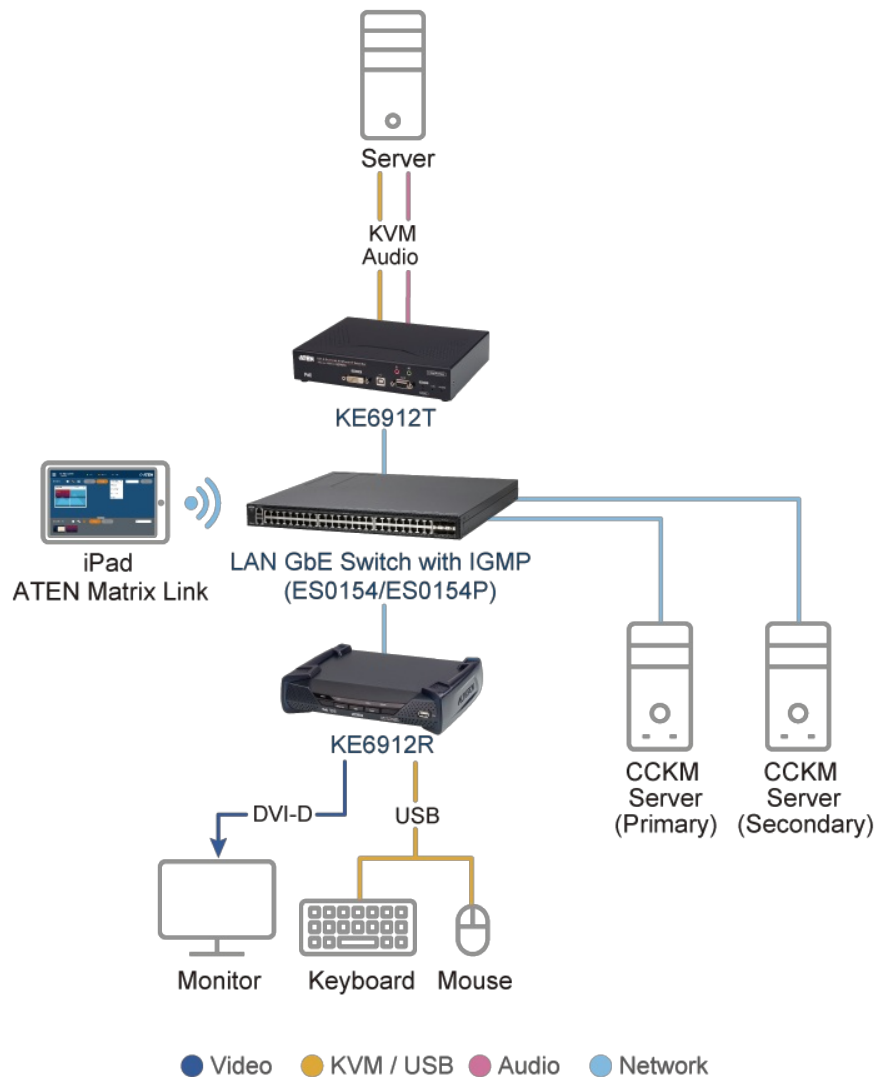 Server
KVM
Audio
ATEN
KE6912T
iPad
ATEN Matrix Link
LAN GbE Switch with IGMP
(ES0154/ES0154P)
KE6912R
DVI-D
USB
CCKM
Server
(Primary)
CCKM
Server
(Secondary)
Monitor
Keyboard
Mouse
Video
KVM / USB
Audio
Network